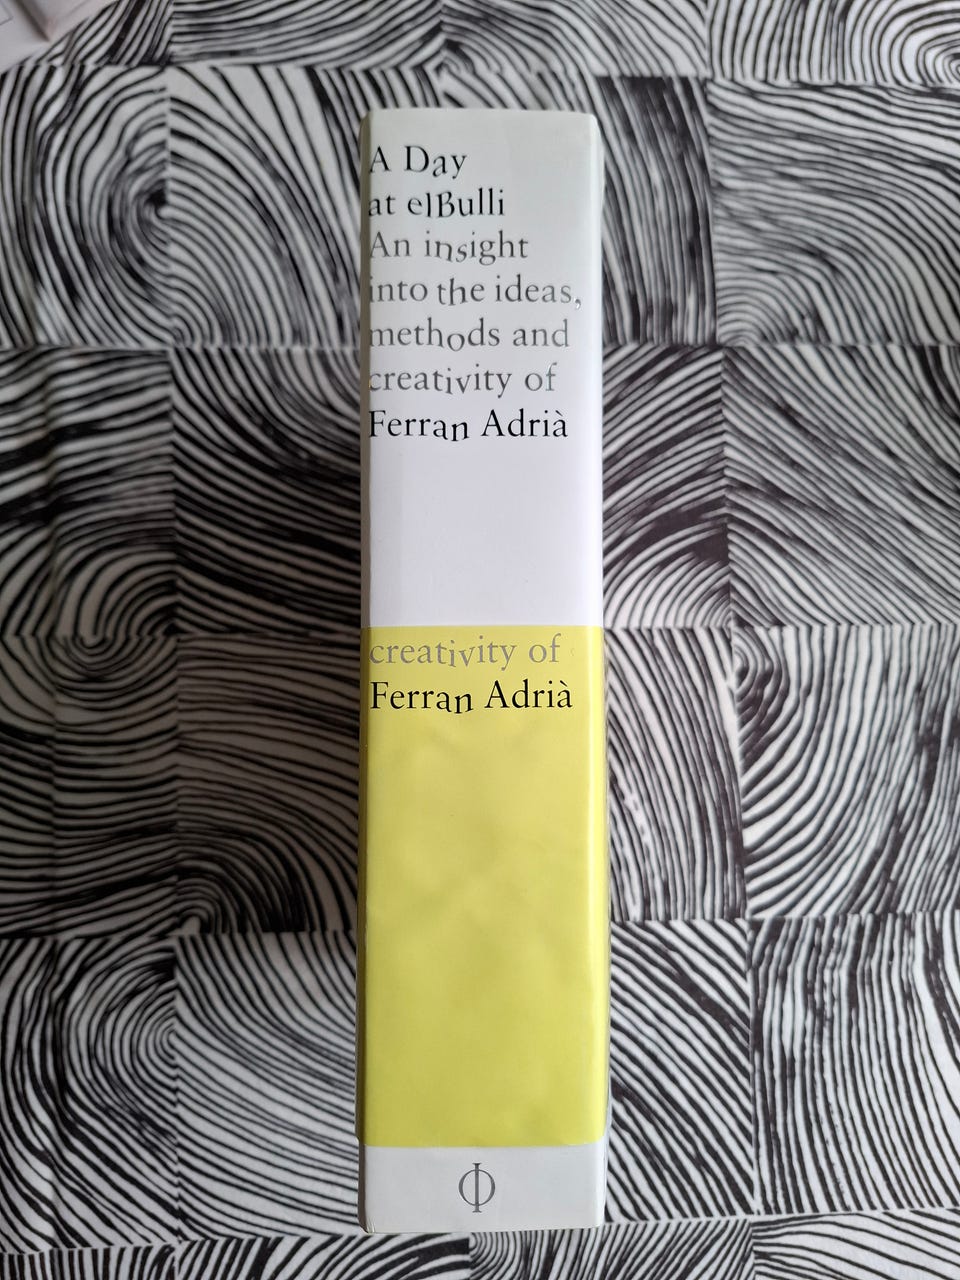 A Day
at elBulli
An insight
into the ideas,
methods and
creativity of
Ferran Adrià
creativity of
Ferran Adrià